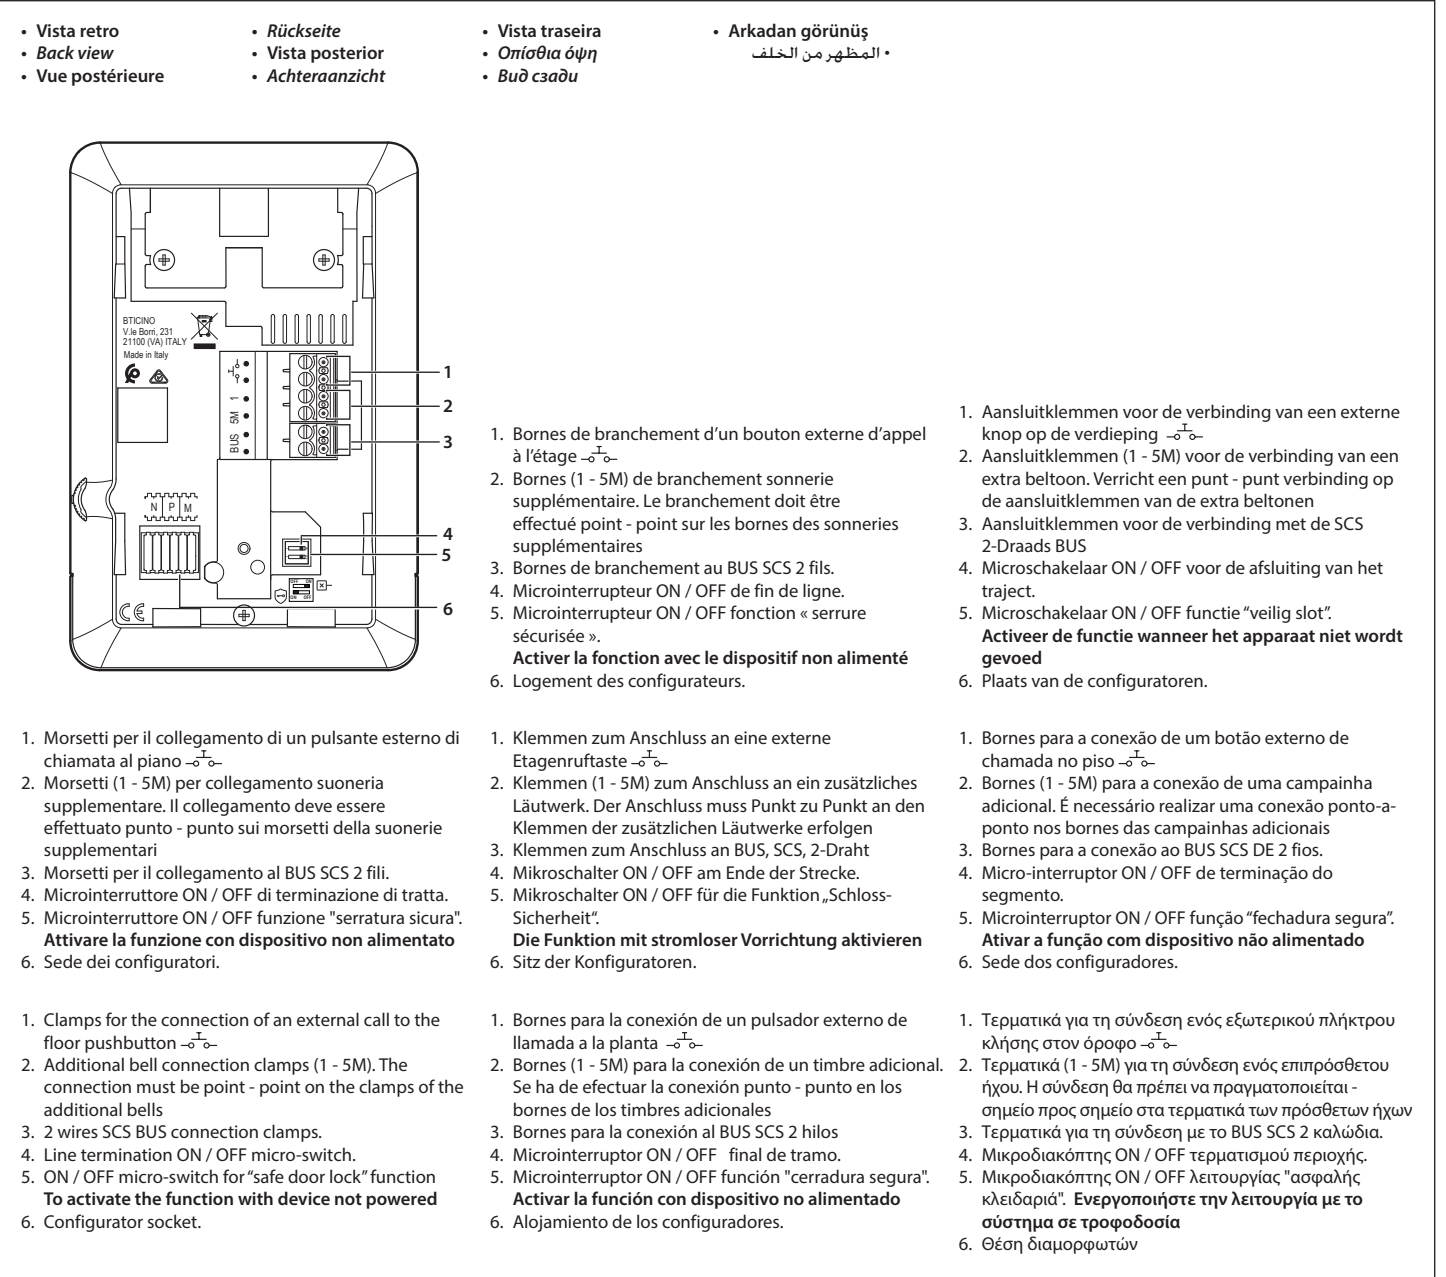 • Vista retro
• Back view
• Vue postérieure
• Rückseite
• Vista posterior
• Achteraanzicht
• Vista traseira
• Οπίσθια όψη
• Вид сзади
• Arkadan görünüş
• المظهر من الخلف
BTICINO
V.le Borri, 231
21100 (VA) ITALY
Made in Italy
1
5M
BUS
N P M
OFF ON
ON OFF
CE
1
2
3
4
5
6
1. Bornes de branchement d’un bouton externe d’appel
à l’étage
2. Bornes (1 - 5M) de branchement sonnerie
supplémentaire. Le branchement doit être
effectué point - point sur les bornes des sonneries
supplémentaires
3. Bornes de branchement au BUS SCS 2 fils.
4. Microinterrupteur ON / OFF de fin de ligne.
5. Microinterrupteur ON / OFF fonction « serrure
sécurisée ».
Activer la fonction avec le dispositif non alimenté
6. Logement des configurateurs.
1. Aansluitklemmen voor de verbinding van een externe
knop op de verdieping
2. Aansluitklemmen (1 - 5M) voor de verbinding van een
extra beltoon. Verricht een punt - punt verbinding op
de aansluitklemmen van de extra beltonen
3. Aansluitklemmen voor de verbinding met de SCS
2-Draads BUS
4. Microschakelaar ON / OFF voor de afsluiting van het
traject.
5. Microschakelaar ON / OFF functie “veilig slot”.
Activeer de functie wanneer het apparaat niet wordt
gevoed
6. Plaats van de configuratoren.
1. Morsetti per il collegamento di un pulsante esterno di
chiamata al piano
2. Morsetti (1 - 5M) per collegamento suoneria
supplementare. Il collegamento deve essere
effettuato punto - punto sui morsetti della suonerie
supplementari
3. Morsetti per il collegamento al BUS SCS 2 fili.
4. Microinterruttore ON / OFF di terminazione di tratta.
5. Microinterruttore ON / OFF funzione "serratura sicura".
Attivare la funzione con dispositivo non alimentato
6. Sede dei configuratori.
1. Klemmen zum Anschluss an eine externe
Etagenruftaste
2. Klemmen (1 - 5M) zum Anschluss an ein zusätzliches
Läutwerk. Der Anschluss muss Punkt zu Punkt an den
Klemmen der zusätzlichen Läutwerke erfolgen
3. Klemmen zum Anschluss an BUS, SCS, 2-Draht
4. Mikroschalter ON / OFF am Ende der Strecke.
5. Mikroschalter ON / OFF für die Funktion „Schloss-
Sicherheit“.
Die Funktion mit stromloser Vorrichtung aktivieren
6. Sitz der Konfiguratoren.
1. Bornes para a conexão de um botão externo de
chamada no piso
2. Bornes (1 - 5M) para a conexão de uma campainha
adicional. É necessário realizar uma conexão ponto-a-
ponto nos bornes das campainhas adicionais
3. Bornes para a conexão ao BUS SCS DE 2 fios.
4. Micro-interruptor ON / OFF de terminação do
segmento.
5. Microinterruptor ON / OFF função “fechadura segura”.
Ativar a função com dispositivo não alimentado
6. Sede dos configuradores.
1. Clamps for the connection of an external call to the
floor pushbutton
2. Additional bell connection clamps (1 - 5M). The
connection must be point - point on the clamps of the
additional bells
3. 2 wires SCS BUS connection clamps.
4. Line termination ON / OFF micro-switch.
5. ON / OFF micro-switch for “safe door lock” function
To activate the function with device not powered
6. Configurator socket.
1. Bornes para la conexión de un pulsador externo de
llamada a la planta
2. Bornes (1 - 5M) para la conexión de un timbre adicional.
Se ha de efectuar la conexión punto - punto en los
bornes de los timbres adicionales
3. Bornes para la conexión al BUS SCS 2 hilos
4. Microinterruptor ON / OFF final de tramo.
5. Microinterruptor ON / OFF función "cerradura segura".
Activar la función con dispositivo no alimentado
6. Alojamiento de los configuradores.
1. Τερματικά για τη σύνδεση ενός εξωτερικού πλήκτρου
κλήσης στον όροφο
2. Τερματικά (1 - 5M) για τη σύνδεση ενός επιπρόσθετου
ήχου. Η σύνδεση θα πρέπει να πραγματοποιείται -
σημείο προς σημείο στα τερματικά των πρόσθετων ήχων
3. Τερματικά για τη σύνδεση με το BUS SCS 2 καλώδια.
4. Μικροδιακόπτης ON / OFF τερματισμού περιοχής.
5. Μικροδιακόπτης ON / OFF λειτουργίας "ασφαλής
κλειδαριά". Ενεργοποιήστε την λειτουργία με το
σύστημα σε τροφοδοσία
6. Θέση διαμορφωτών